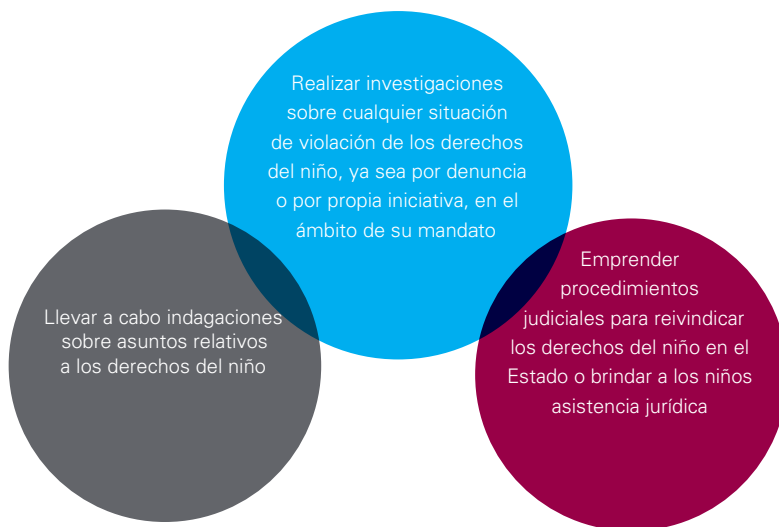 Realizar investigaciones
sobre cualquier situación
de violación de los derechos
del niño, ya sea por denuncia
o por propia iniciativa, en el
ámbito de su mandato
Llevar a cabo indagaciones
sobre asuntos relativos
a los derechos del niño
Emprender
procedimientos
judiciales para reivindicar
los derechos del niño en el
Estado o brindar a los niños
asistencia jurídica